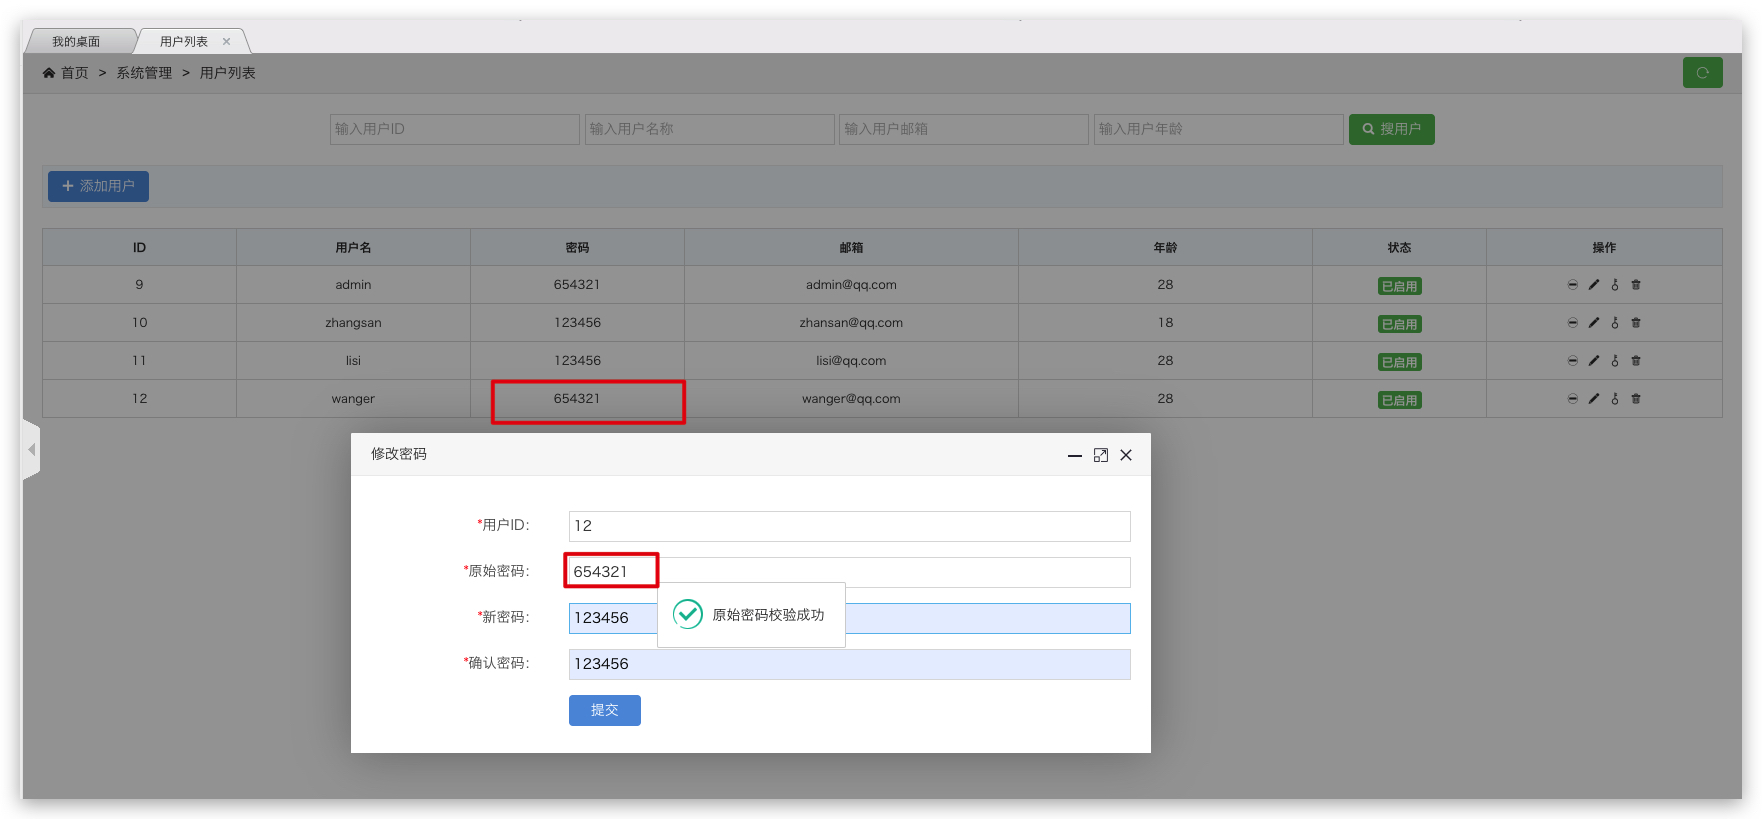 我的桌面 用户列表
首页 > 系统管理 > 用户列表
输入用户ID 输入用户名称 输入用户邮箱 输入用户年龄 搜用户
添加用户
ID 用户名 密码 邮箱 年龄 状态 操作
9 admin 654321 admin@qq.com 28 已启用
10 zhangsan 123456 zhansan@qq.com 18 已启用
11 lisi 123456 lisi@qq.com 28 已启用
12 wanger 654321 wanger@qq.com 28 已启用
修改密码
*用户ID: 12
*原始密码: 654321
*新密码: 123456
原始密码校验成功
*确认密码: 123456
提交